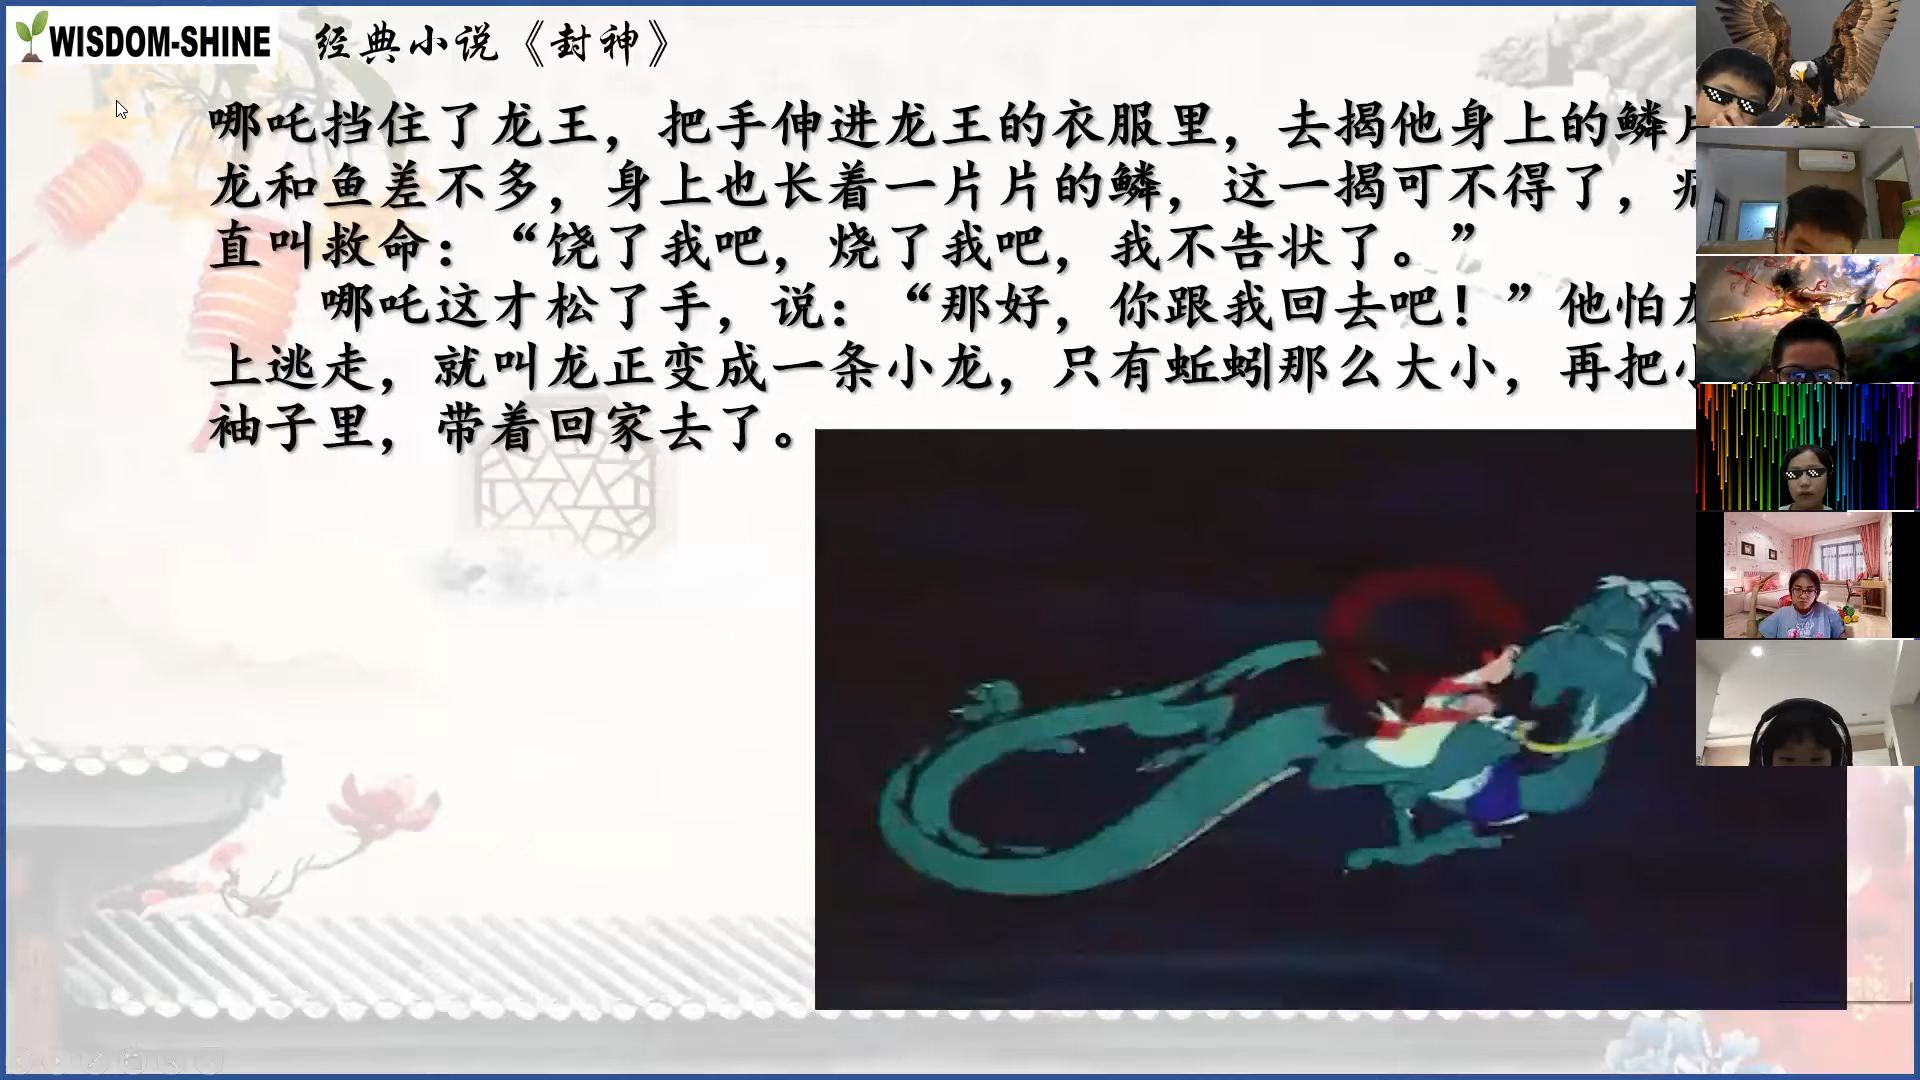 WISDOM-SHINE 经典小说《封神》
哪吒挡住了龙王，把手伸进龙王的衣服里，去揭他身上的鳞
龙和鱼差不多，身上也长着一片片的鳞，这一揭可不得了，
直叫救命：“饶了我吧，烧了我吧，我不告状了。”
哪吒这才松了手，说：“那好，你跟我回去吧！”他怕
上逃走，就叫龙正变成一条小龙，只有蚯蚓那么大小，再把
袖子里，带着回家去了。